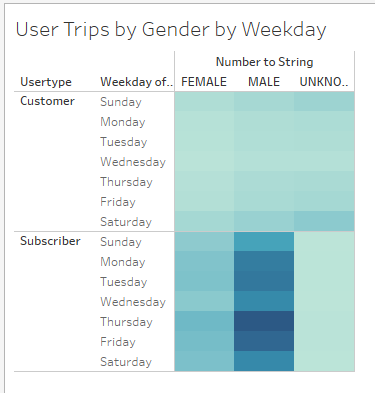 User Trips by Gender by Weekday
Number to String
Usertype Weekday of.. FEMALE MALE UNKNO..
Customer Sunday
Monday
Tuesday
Wednesday
Thursday
Friday
Saturday
Subscriber Sunday
Monday
Tuesday
Wednesday
Thursday
Friday
Saturday